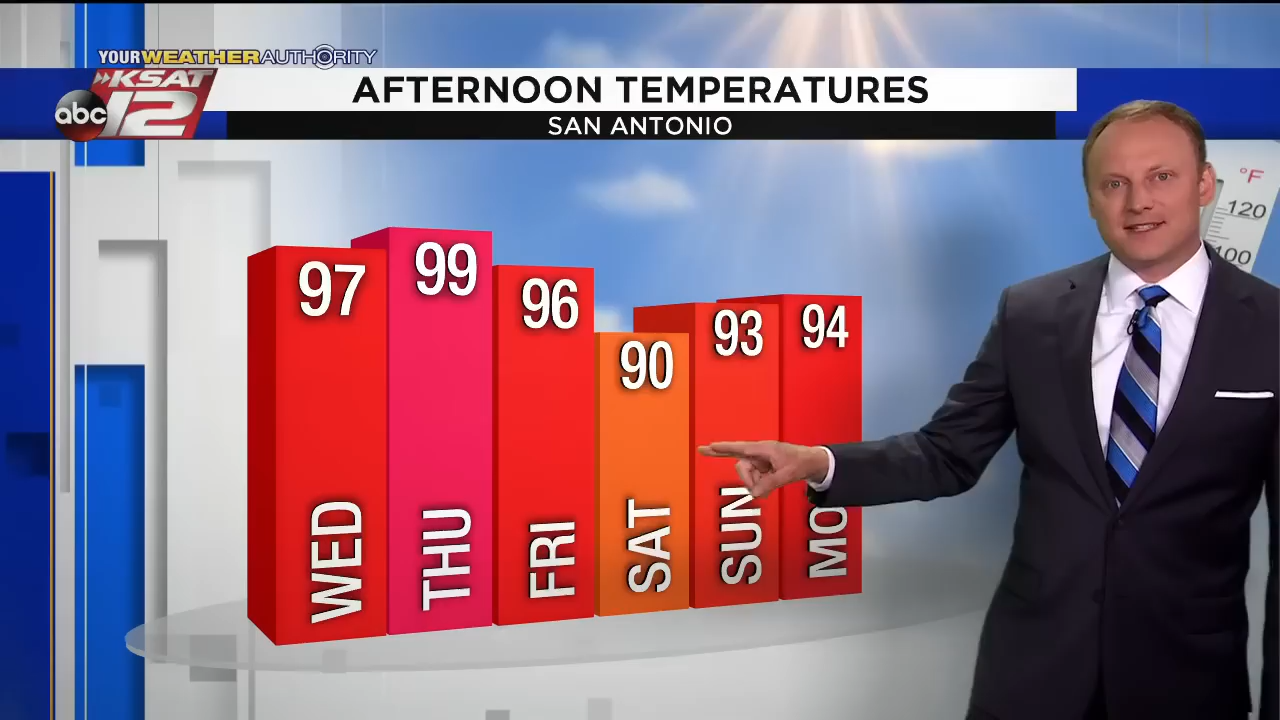 YOURWEATHERAUTHORITY
KSAT
abc 12
AFTERNOON TEMPERATURES
SAN ANTONIO
°F
120
100
97 99 96 90 93 94
WED THU FRI SAT SUN MO